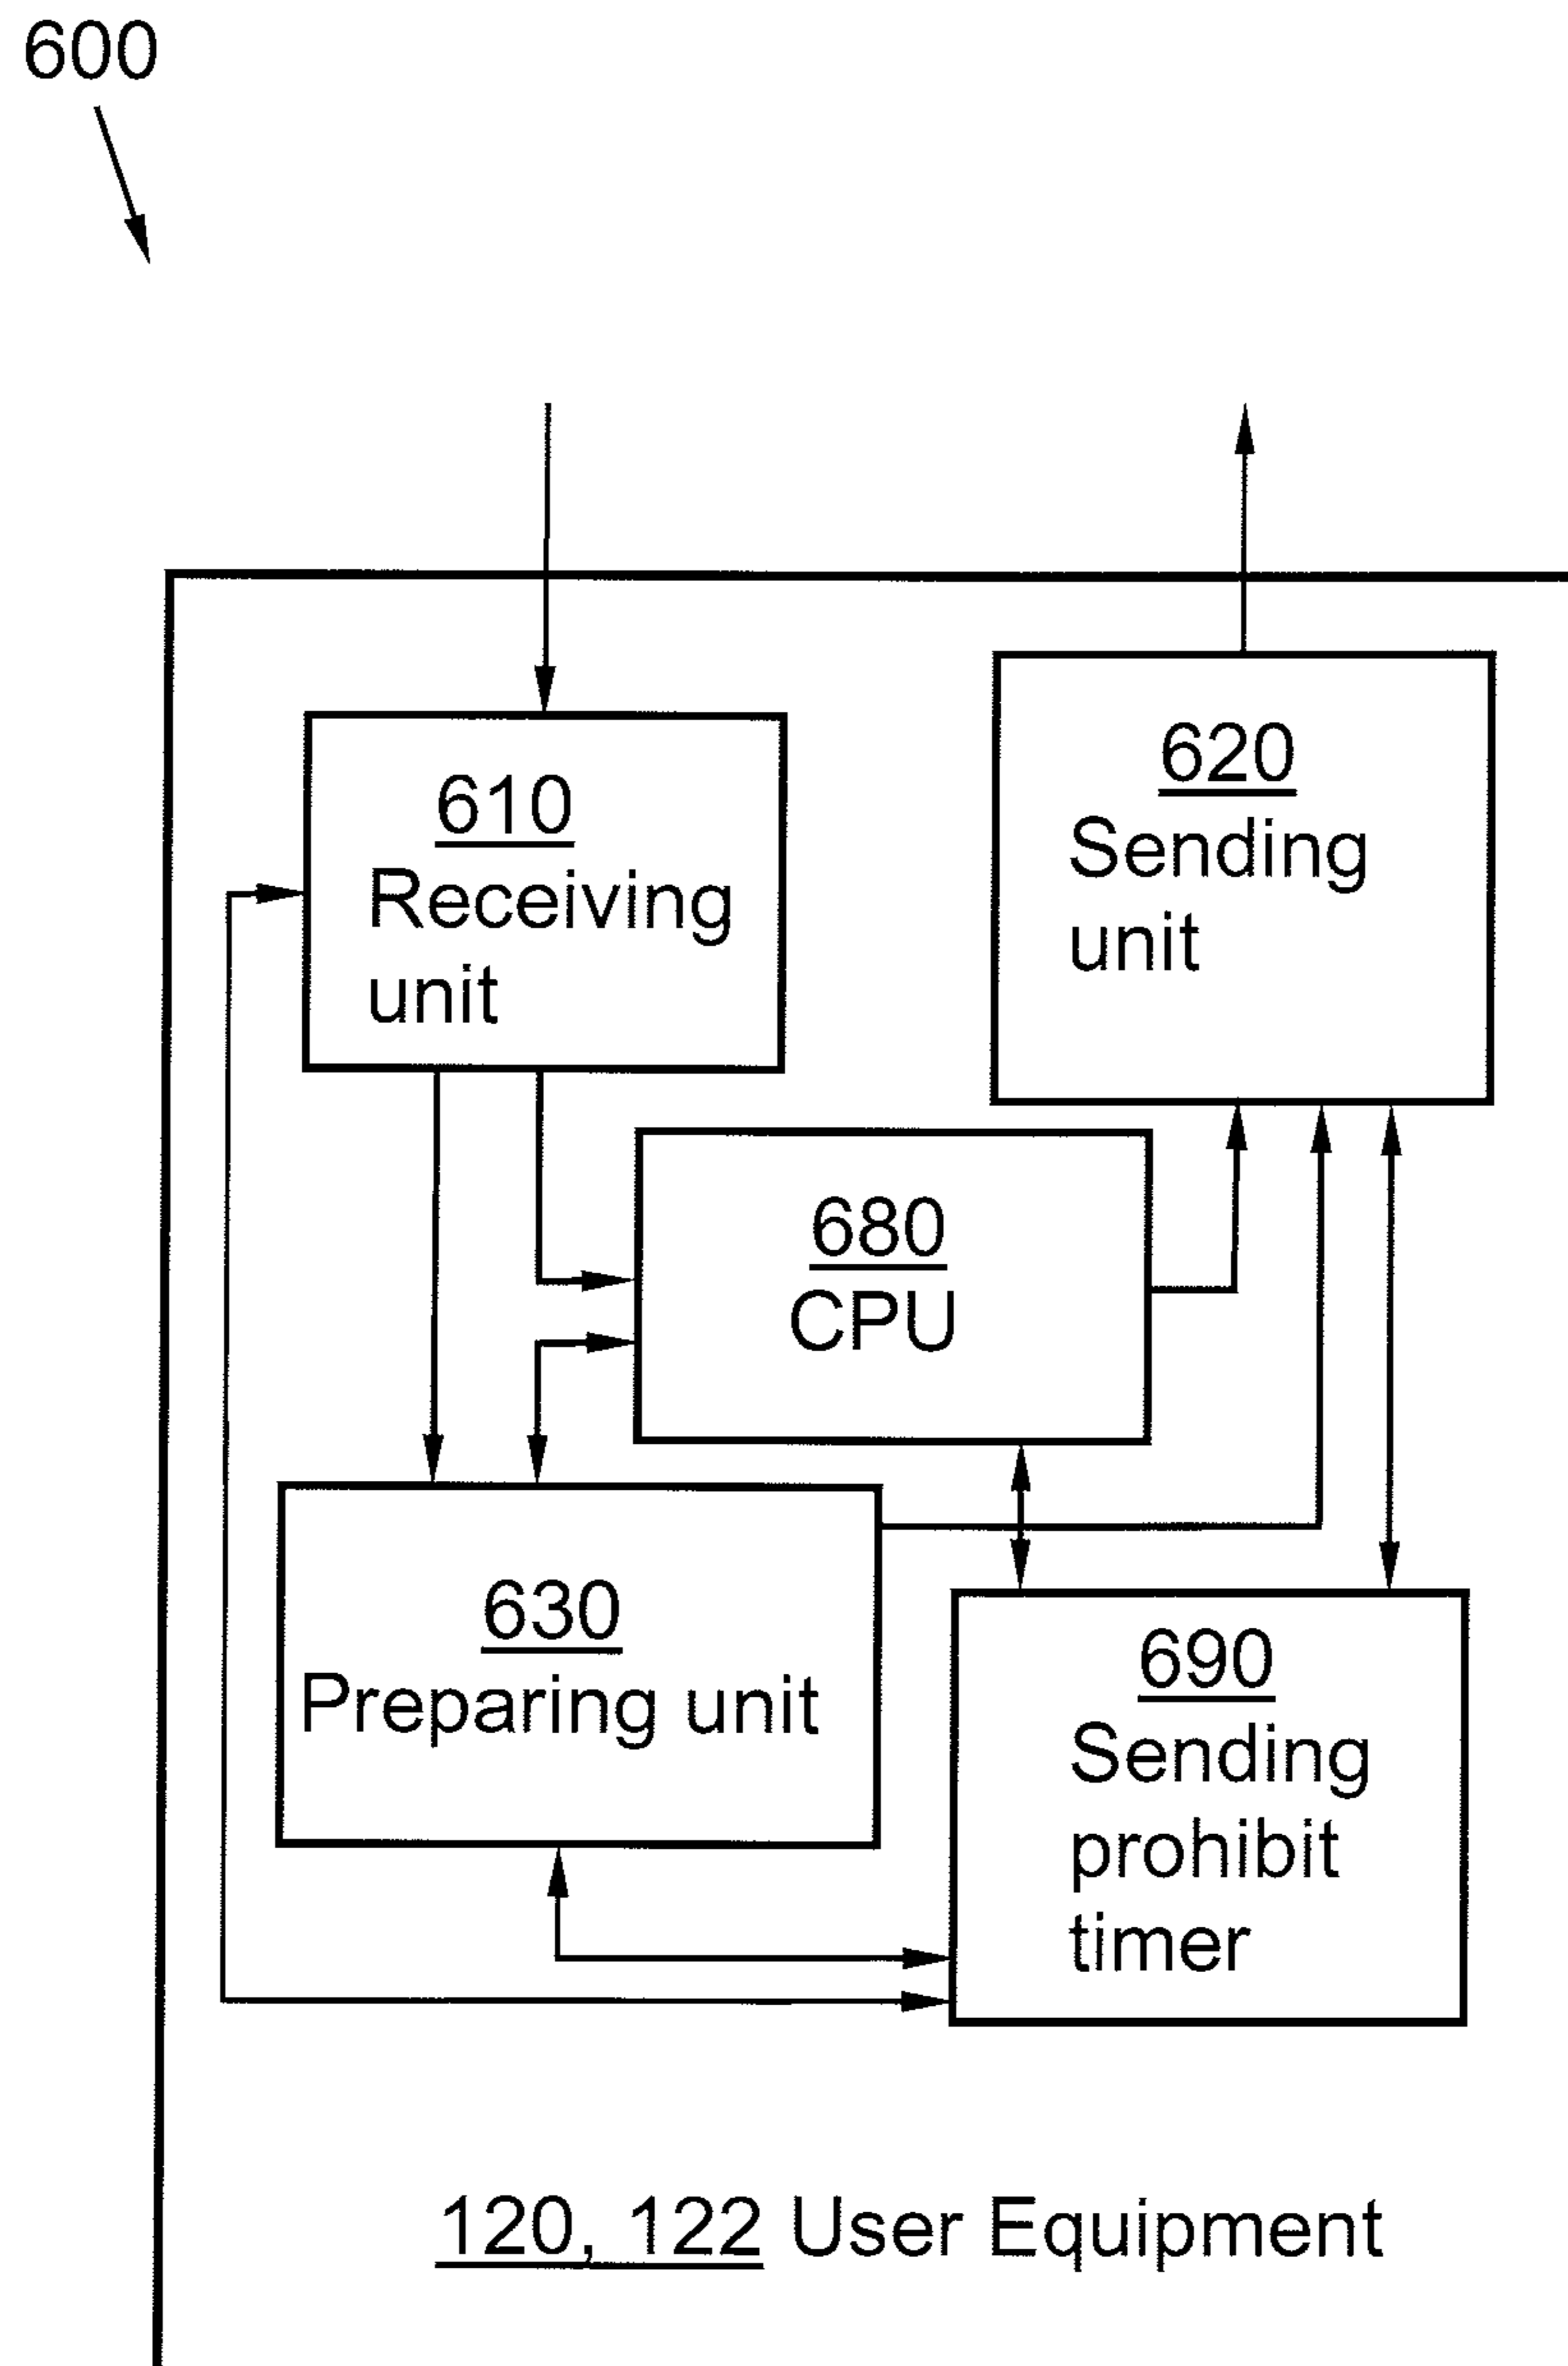 600
610
Receiving
unit
620
Sending
unit
680
CPU
630
Preparing unit
690
Sending
prohibit
timer
120, 122 User Equipment